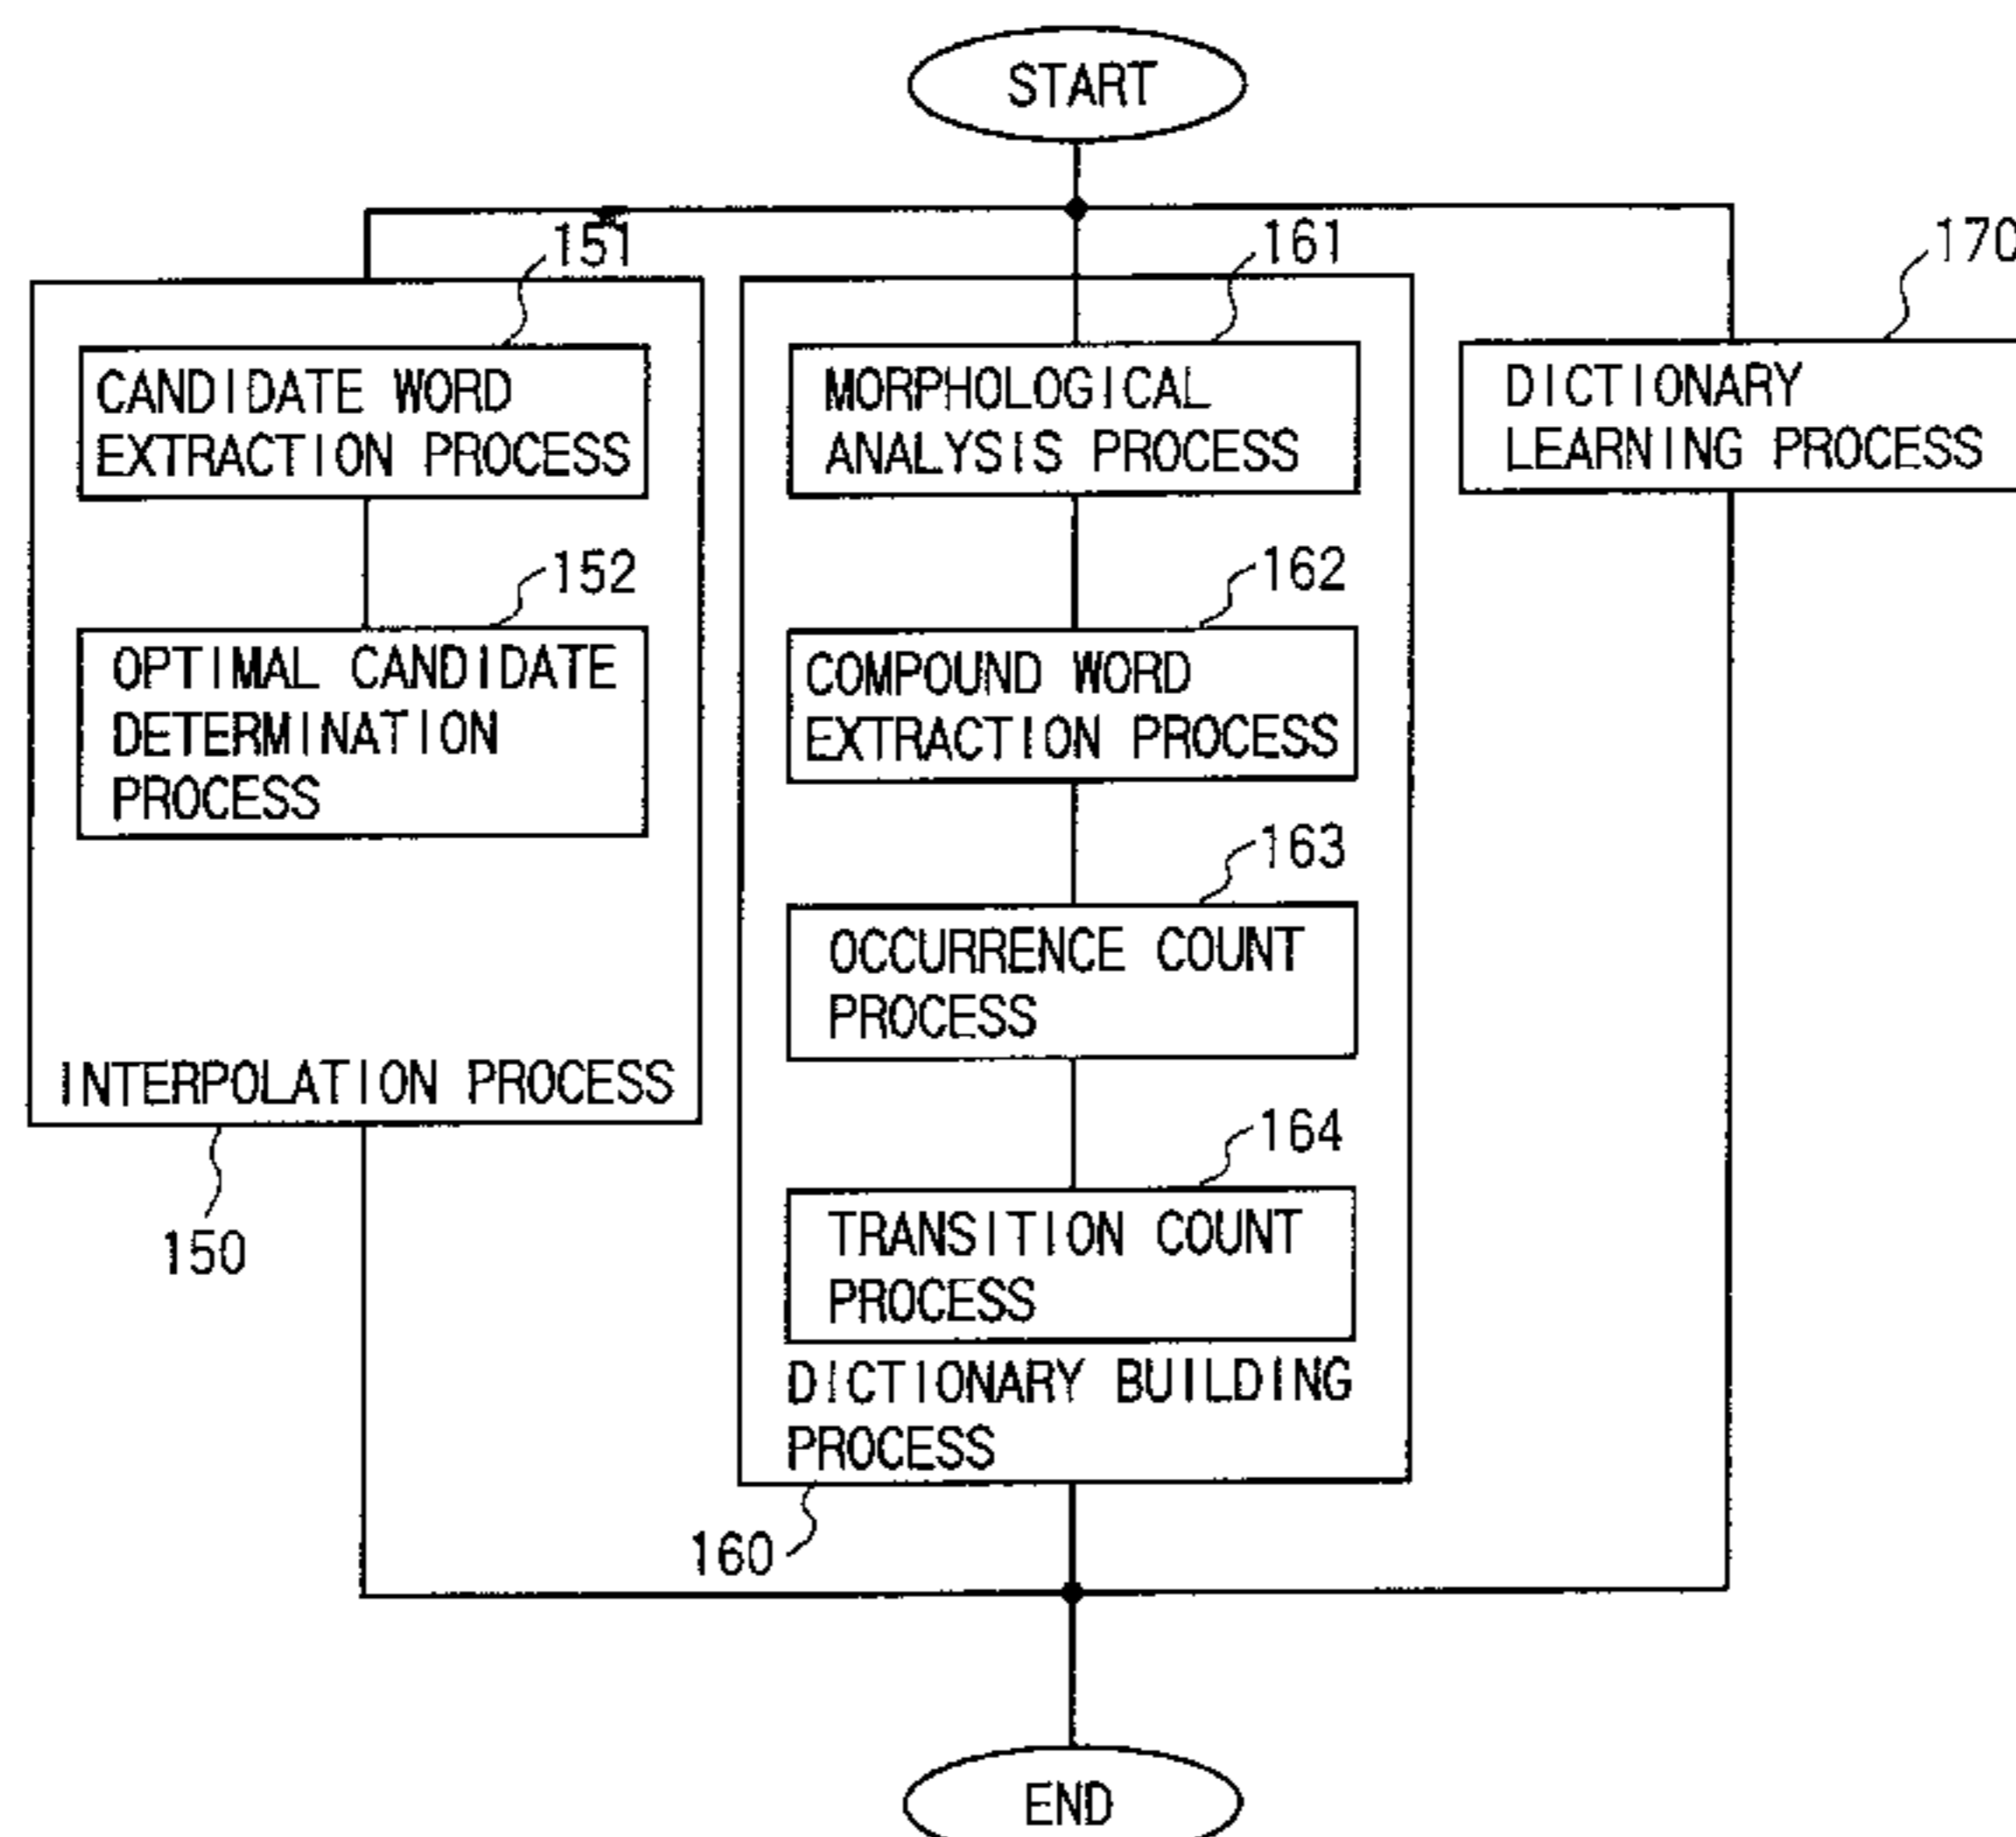 START
151
CANDIDATE WORD
EXTRACTION PROCESS
152
OPTIMAL CANDIDATE
DETERMINATION
PROCESS
INTERPOLATION PROCESS
150
161
MORPHOLOGICAL
ANALYSIS PROCESS
162
COMPOUND WORD
EXTRACTION PROCESS
163
OCCURRENCE COUNT
PROCESS
164
TRANSITION COUNT
PROCESS
DICTIONARY BUILDING
PROCESS
160
170
DICTIONARY
LEARNING PROCESS
END